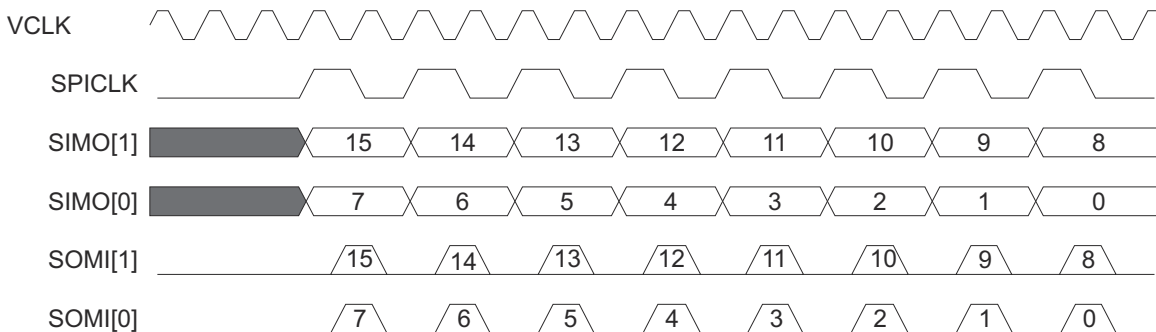 VCLK
SPICLK
SIMO[1] 15 14 13 12 11 10 9 8
SIMO[0] 7 6 5 4 3 2 1 0
SOMI[1] 15 14 13 12 11 10 9 8
SOMI[0] 7 6 5 4 3 2 1 0